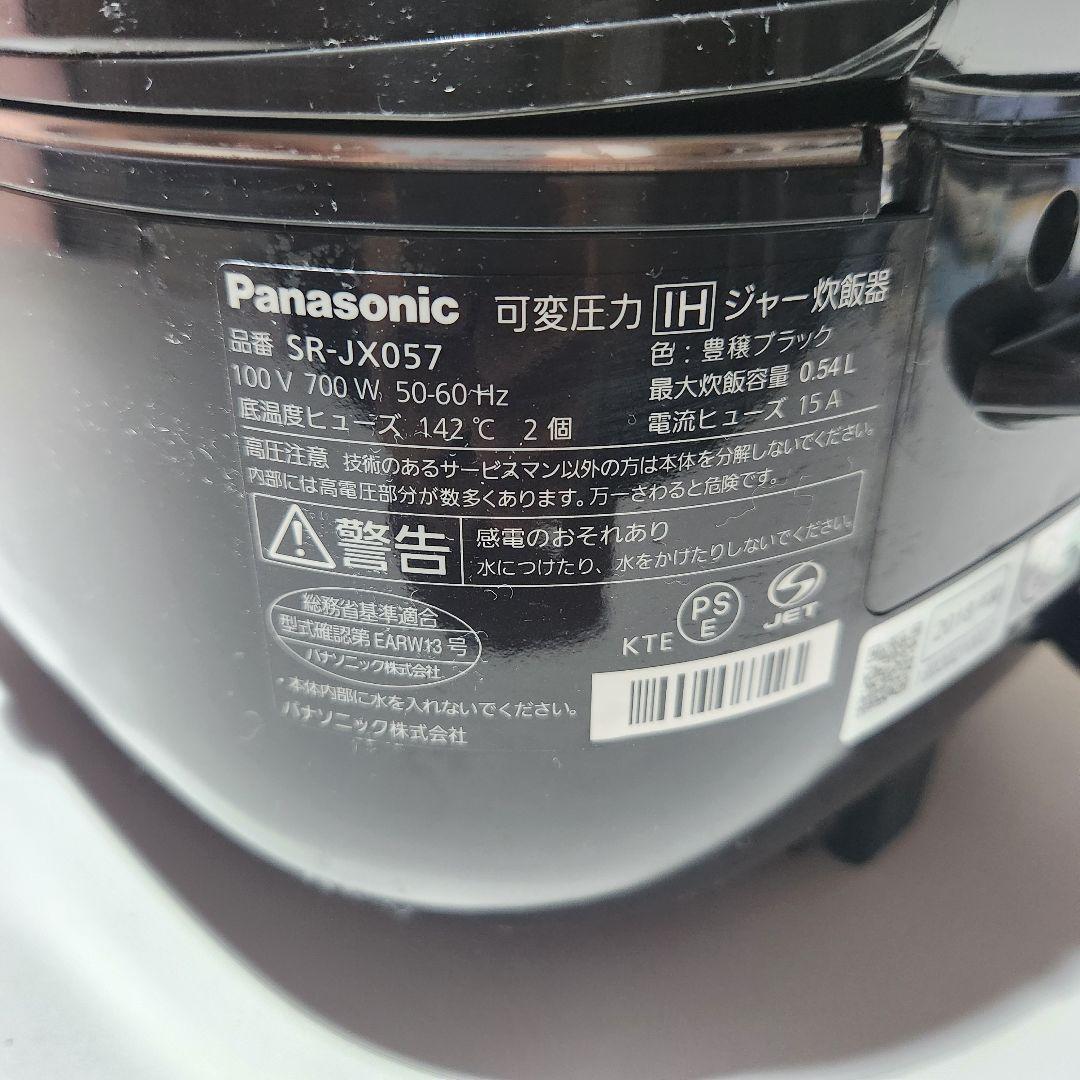 Panasonic 可変圧力 IH ジャー炊飯器
品番 SR-JX057 色：豊穣ブラック
100 V 700 W 50-60 Hz 最大炊飯容量 0.54 L
底温度ヒューズ 142 ℃ 2 個 電流ヒューズ 15 A
高圧注意 技術のあるサービスマン以外の方は本体を分解しないでください。
内部には高電圧部分が数多くあります。万一さわると危険です。
警告
感電のおそれあり
水につけたり、水をかけたりしないでください。
総務省基準適合
型式確認第 EARW13 号
パナソニック株式会社
KTE
PS
E
JET
・本体内部に水を入れないでください。
パナソニック株式会社